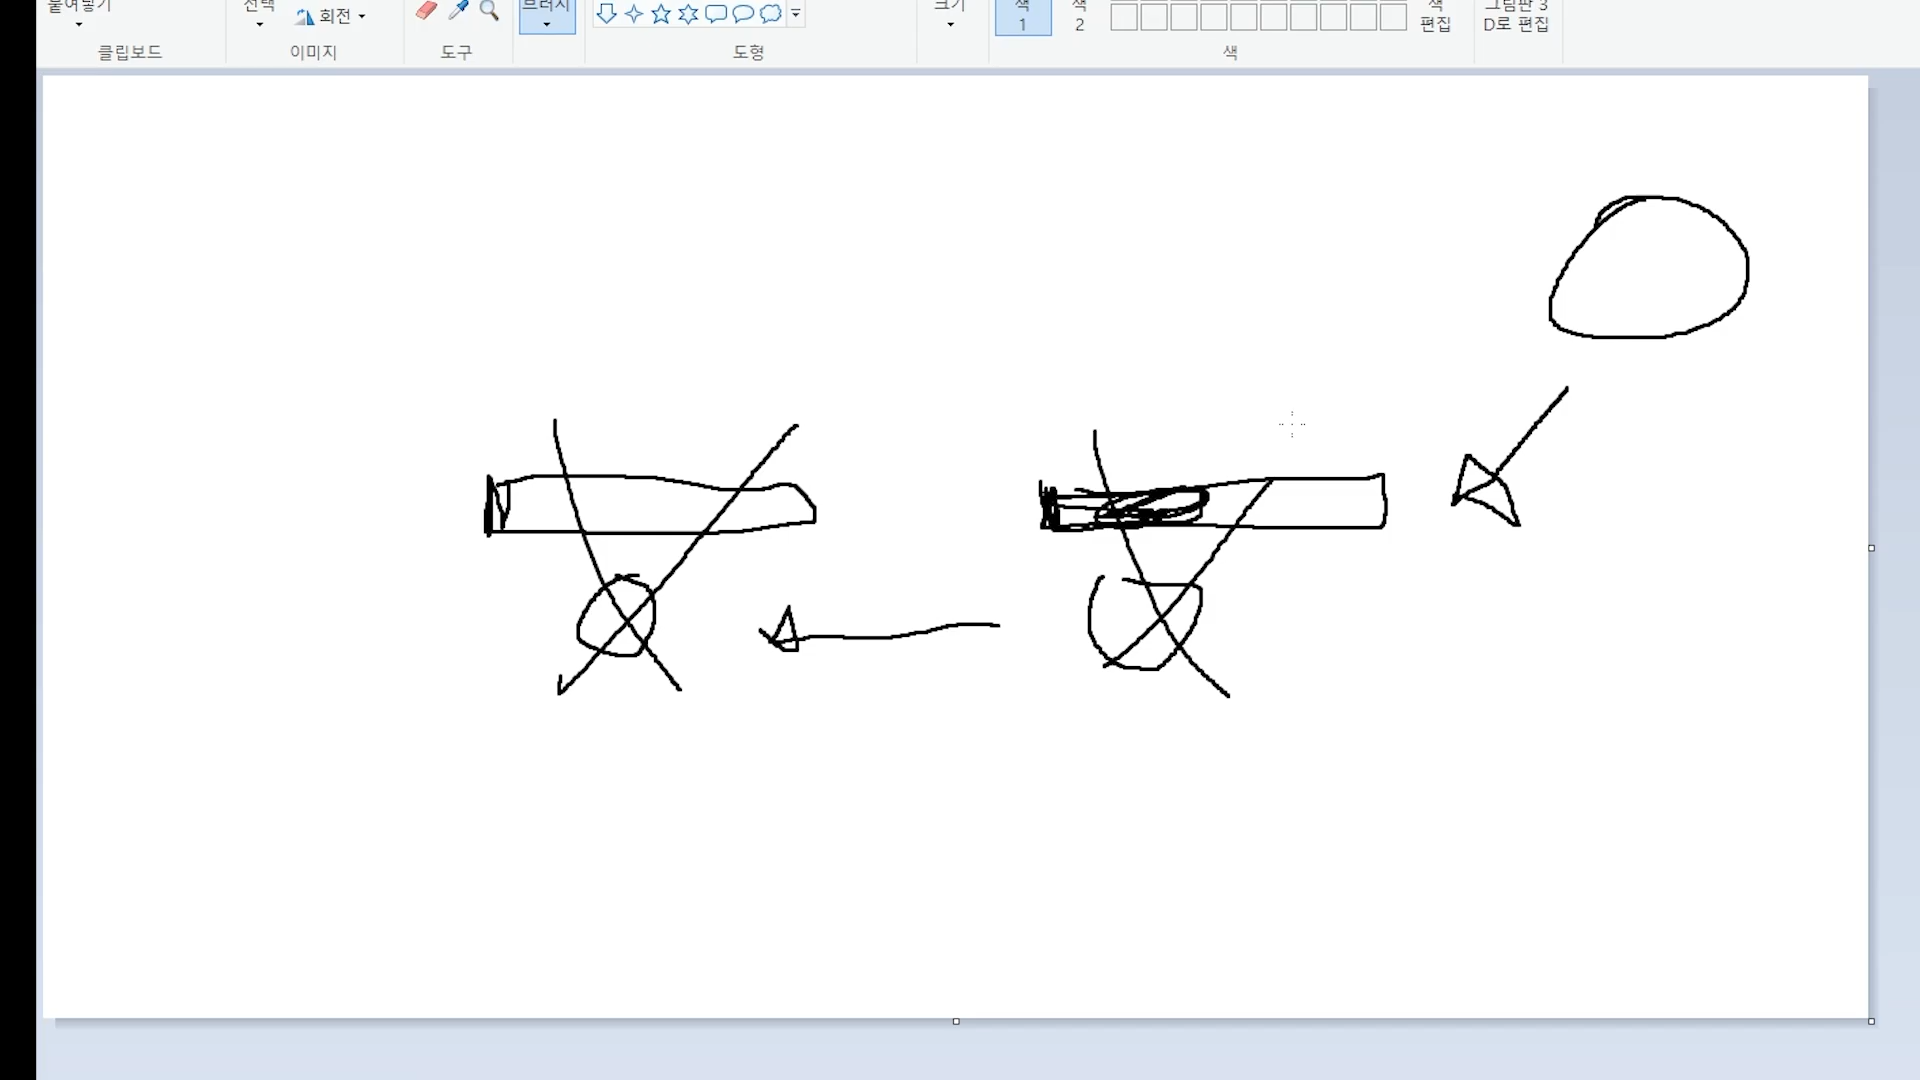 붙여넣기
선택
회전
브러시
크기
색
1
색
2
색
편집
그림판 3
D로 편집
클립보드
이미지
도구
도형
색